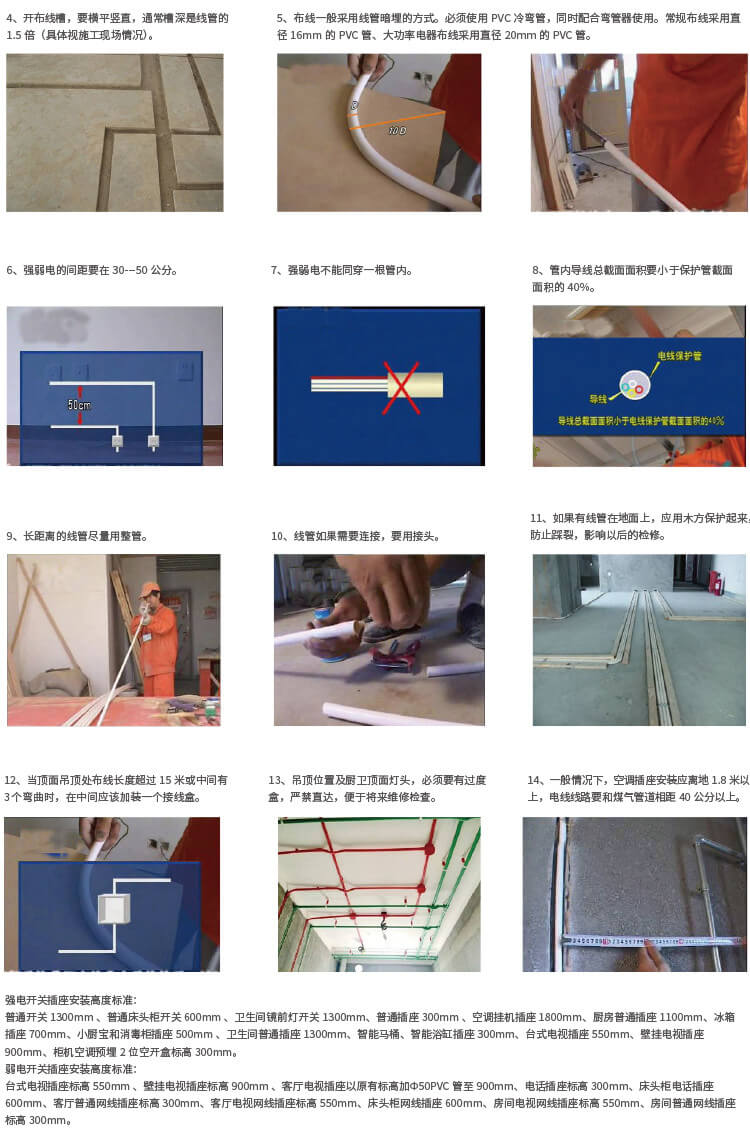 4、开布线槽，要横平竖直，通常槽深是线管的
1.5 倍（具体视施工现场情况）。
5、布线一般采用线管暗埋的方式。必须使用 PVC 冷弯管，同时配合弯管器使用。常规布线采用直
径 16mm 的 PVC 管、大功率电器布线采用直径 20mm 的 PVC 管。
D
10 D
6、强弱电的间距要在 30---50 公分。
7、强弱电不能同穿一根管内。
8、管内导线总截面面积要小于保护管截面
面积的 40%。
50cm
电线保护管
导线
导线总截面面积小于电线保护管截面面积的40%
9、长距离的线管尽量用整管。
10、线管如果需要连接，要用接头。
11、如果有线管在地面上，应用木方保护起来，
防止踩裂，影响以后的检修。
12、当顶面吊顶处布线长度超过 15 米或中间有
3个弯曲时，在中间应该加装一个接线盒。
13、吊顶位置及厨卫顶面灯头，必须要有过度
盒，严禁直达，便于将来维修检查。
14、一般情况下，空调插座安装应离地 1.8 米以
上，电线线路要和煤气管道相距 40 公分以上。
强电开关插座安装高度标准：
普通开关 1300mm 、普通床头柜开关 600mm 、卫生间镜前灯开关 1300mm、普通插座 300mm 、空调挂机插座 1800mm、厨房普通插座 1100mm、冰箱
插座 700mm、小厨宝和消毒柜插座 500mm 、卫生间普通插座 1300mm、智能马桶、智能浴缸插座 300mm、台式电视插座 550mm、壁挂电视插座
900mm、柜机空调预埋 2 位空开盒标高 300mm。
弱电开关插座安装高度标准：
台式电视插座标高 550mm 、壁挂电视插座标高 900mm 、客厅电视插座以原有标高加Φ50PVC 管至 900mm、电话插座标高 300mm、床头柜电话插座
600mm、客厅普通网线插座标高 300mm、客厅电视网线插座标高 550mm、床头柜网线插座 600mm、房间电视网线插座标高 550mm、房间普通网线插座
标高 300mm。